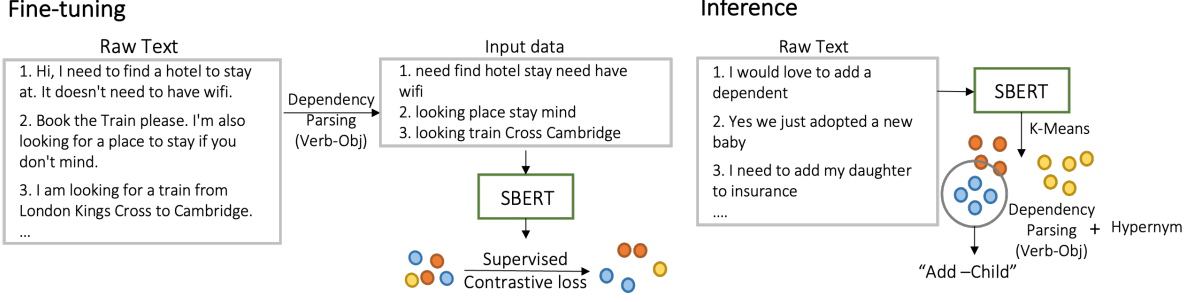 Fine-tuning
Raw Text
1. Hi, I need to find a hotel to stay
at. It doesn't need to have wifi.
2. Book the Train please. I'm also
looking for a place to stay if you
don't mind.
3. I am looking for a train from
London Kings Cross to Cambridge.
...
Dependency
Parsing
(Verb-Obj)
Input data
1. need find hotel stay need have
wifi
2. looking place stay mind
3. looking train Cross Cambridge
SBERT
Supervised
Contrastive loss
Inference
Raw Text
1. I would love to add a
dependent
2. Yes we just adopted a new
baby
3. I need to add my daughter
to insurance
....
SBERT
K-Means
Dependency
Parsing
(Verb-Obj)
+ Hypernym
“Add –Child”